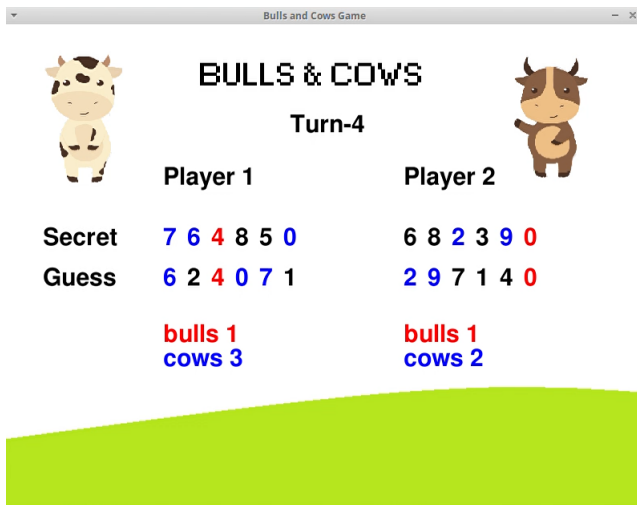 Bulls and Cows Game
BULLS & COWS
Turn-4
Player 1 Player 2
Secret 7 6 4 8 5 0 6 8 2 3 9 0
Guess 6 2 4 0 7 1 2 9 7 1 4 0
bulls 1 bulls 1
cows 3 cows 2